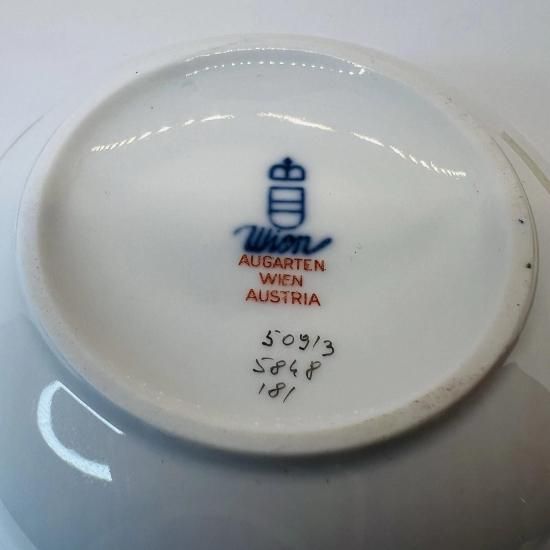 Wien
AUGARTEN
WIEN
AUSTRIA
50913
5848
181